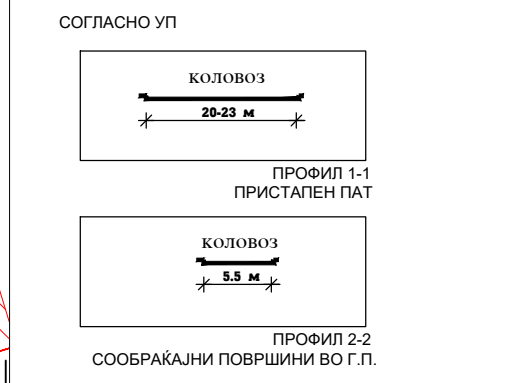 СОГЛАСНО УП
КОЛОВОЗ
20-23 м
ПРОФИЛ 1-1
ПРИСТАПЕН ПАТ
КОЛОВОЗ
5.5 м
ПРОФИЛ 2-2
СООБРАЌАЈНИ ПОВРШИНИ ВО Г.П.